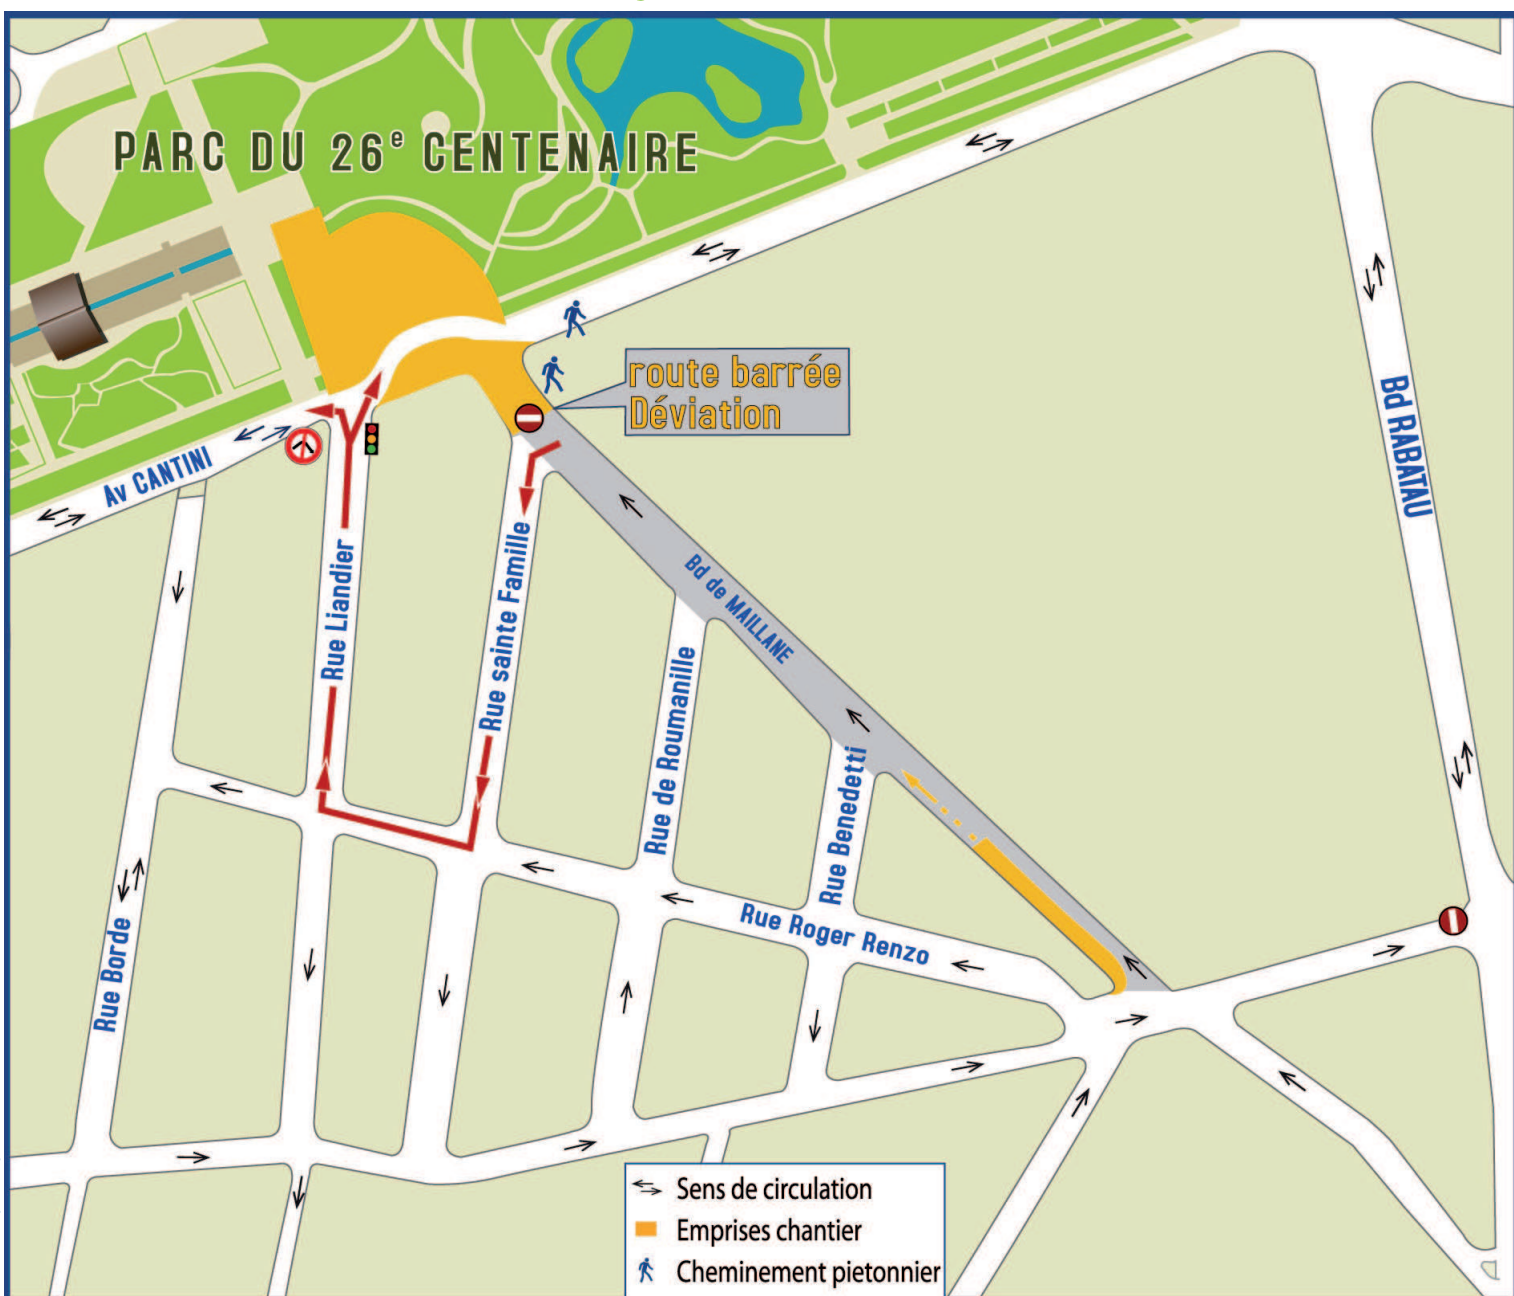 PARC DU 26e CENTENAIRE
route barrée
Déviation
Bd RABATAU
Av CANTINI
Rue Liandier
Rue sainte Famille
Bd de MAILLANE
Rue de Roumanille
Rue Benedetti
Rue Roger Renzo
Rue Borde
Sens de circulation
Emprises chantier
Cheminement pietonnier